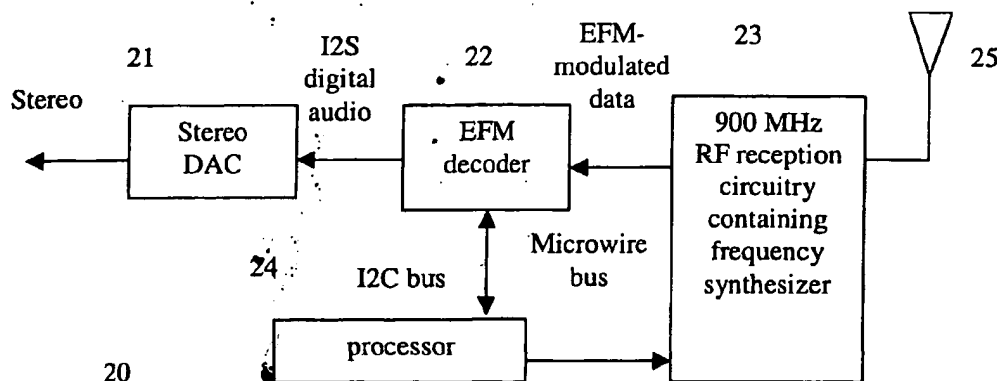 21
I2S
digital
audio
22
EFM-
modulated
data
23
25
Stereo
Stereo
DAC
EFM
decoder
900 MHz
RF reception
circuitry
containing
frequency
synthesizer
24
I2C bus
Microwire
bus
processor
20